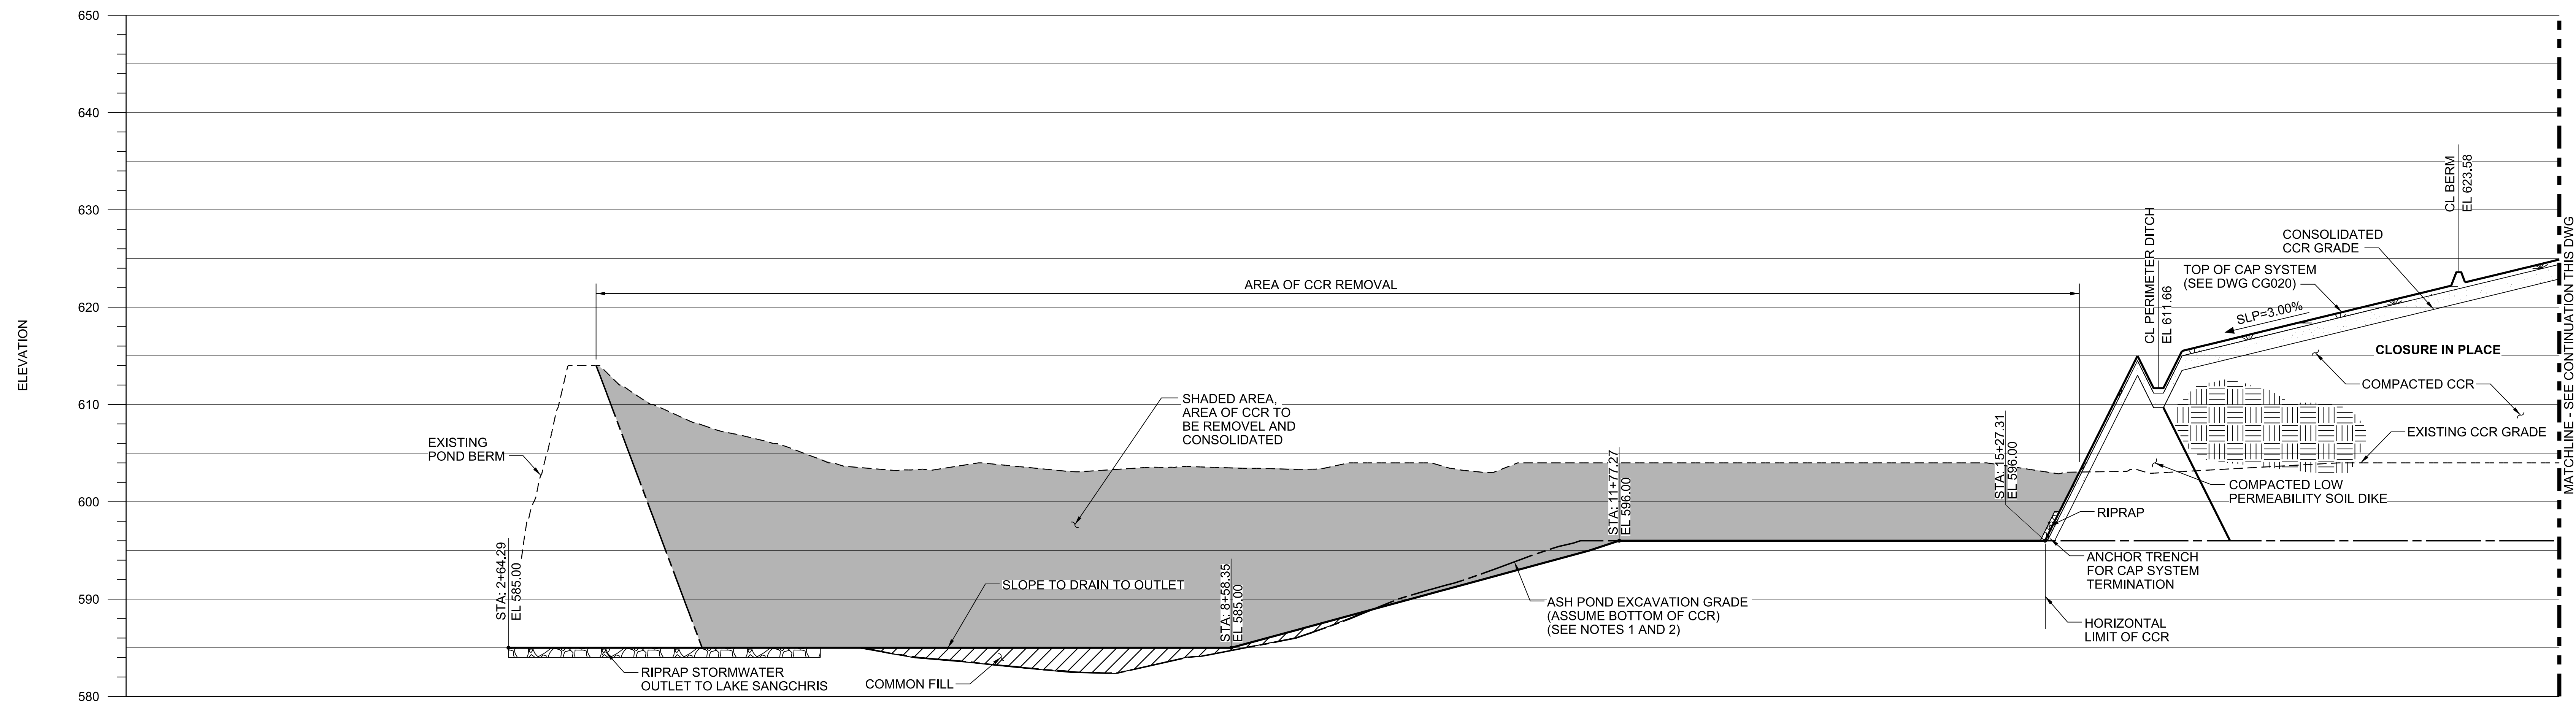 650
640
630
620
610
600
590
580
ELEVATION
EXISTING
POND BERM
STA: 2+64.29
EL 585.00
RIPRAP STORMWATER
OUTLET TO LAKE SANGCHRIS
COMMON FILL
SLOPE TO DRAIN TO OUTLET
AREA OF CCR REMOVAL
SHADED AREA,
AREA OF CCR TO
BE REMOVEL AND
CONSOLIDATED
STA: 8+58.35
EL 585.00
STA: 11+77.27
EL 596.00
ASH POND EXCAVATION GRADE
(ASSUME BOTTOM OF CCR)
(SEE NOTES 1 AND 2)
STA: 15+27.31
EL 596.00
RIPRAP
ANCHOR TRENCH
FOR CAP SYSTEM
TERMINATION
HORIZONTAL
LIMIT OF CCR
CL PERIMETER DITCH
EL 611.66
TOP OF CAP SYSTEM
(SEE DWG CG020)
CONSOLIDATED
CCR GRADE
SLP=3.00%
CL BERM
EL 623.58
CLOSURE IN PLACE
COMPACTED CCR
EXISTING CCR GRADE
COMPACTED LOW
PERMEABILITY SOIL DIKE
MATCHLINE - SEE CONTINUATION THIS DWG